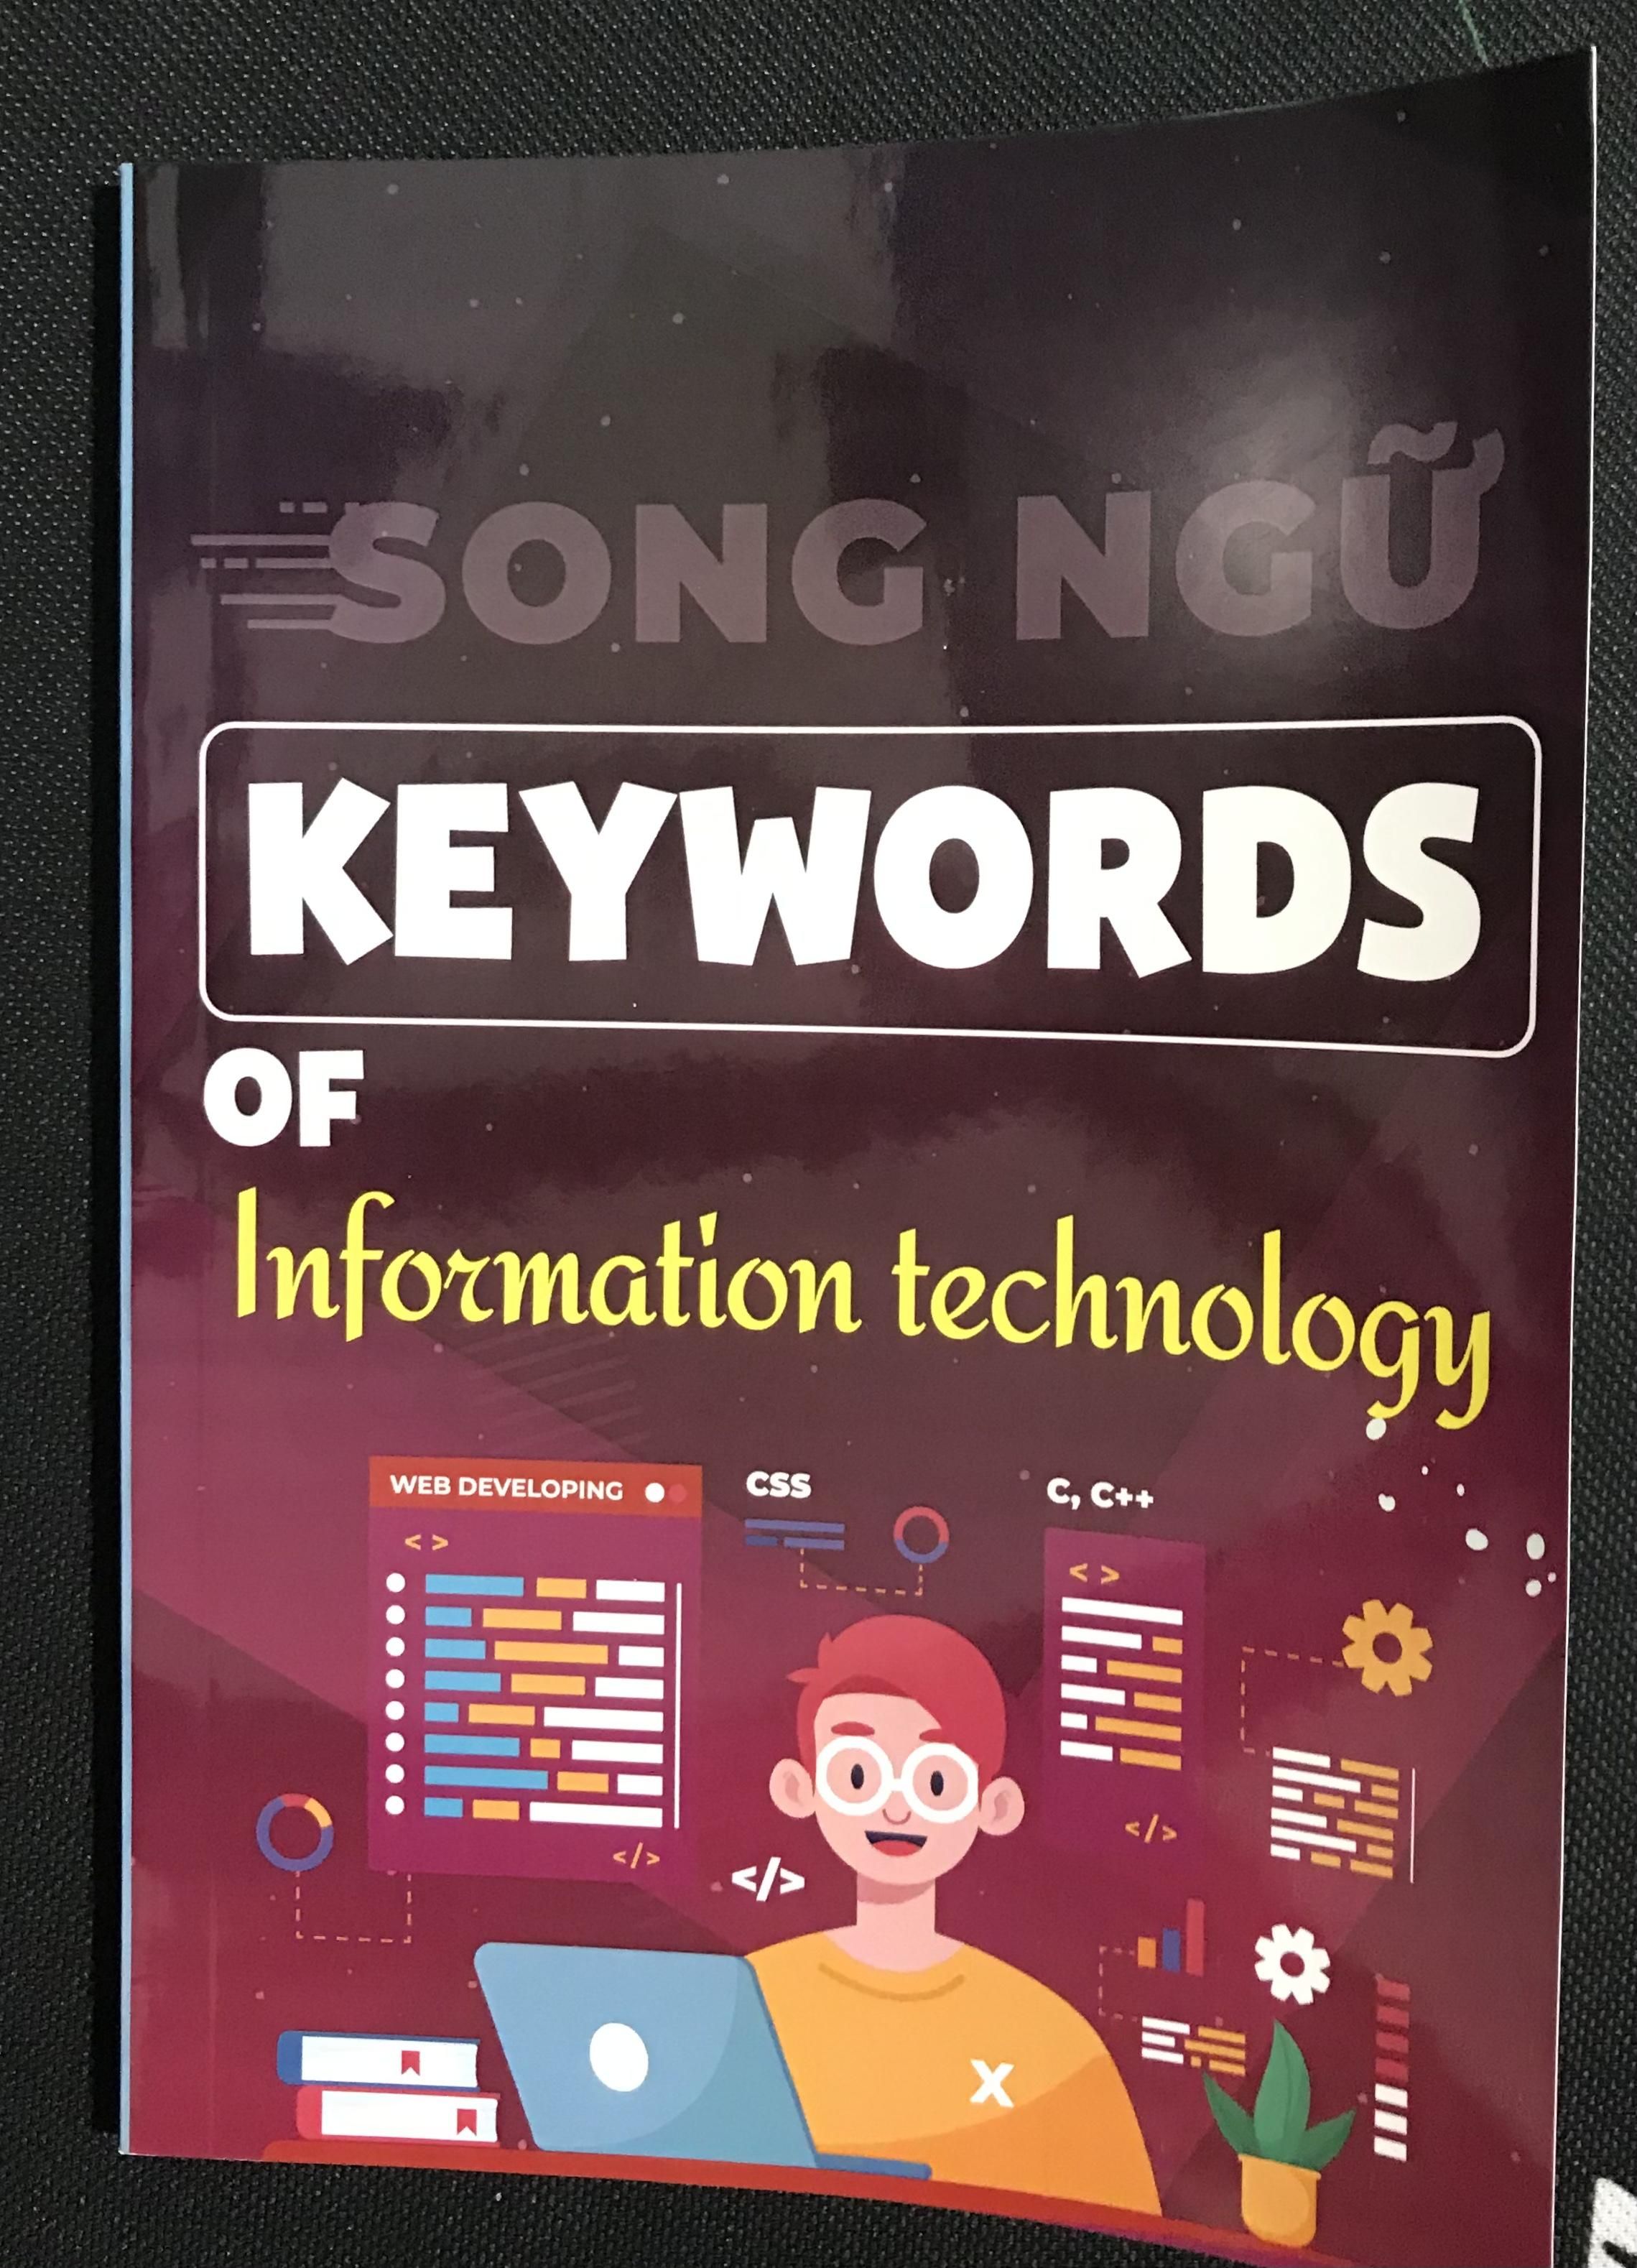 SONG NGỮ
KEYWORDS
OF
Information technology
WEB DEVELOPING
CSS
C, C++
< >
< >
</>
</>
</>
X